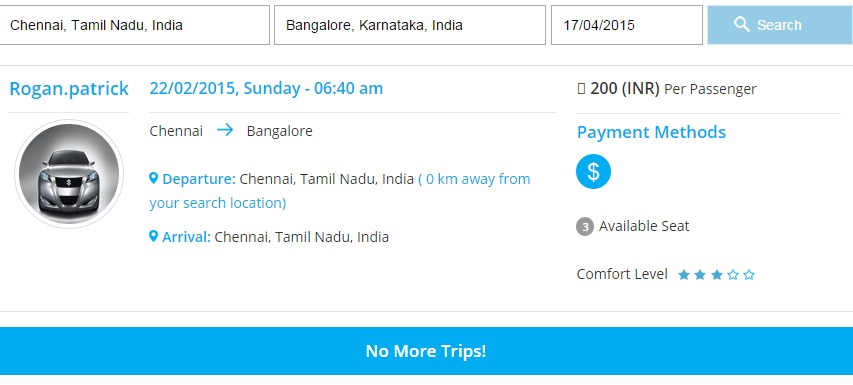 Chennai, Tamil Nadu, India
Bangalore, Karnataka, India
17/04/2015
Search
Rogan.patrick
22/02/2015, Sunday - 06:40 am
Chennai → Bangalore
Departure: Chennai, Tamil Nadu, India ( 0 km away from
your search location)
Arrival: Chennai, Tamil Nadu, India
200 (INR) Per Passenger
Payment Methods
$
3 Available Seat
Comfort Level
No More Trips!